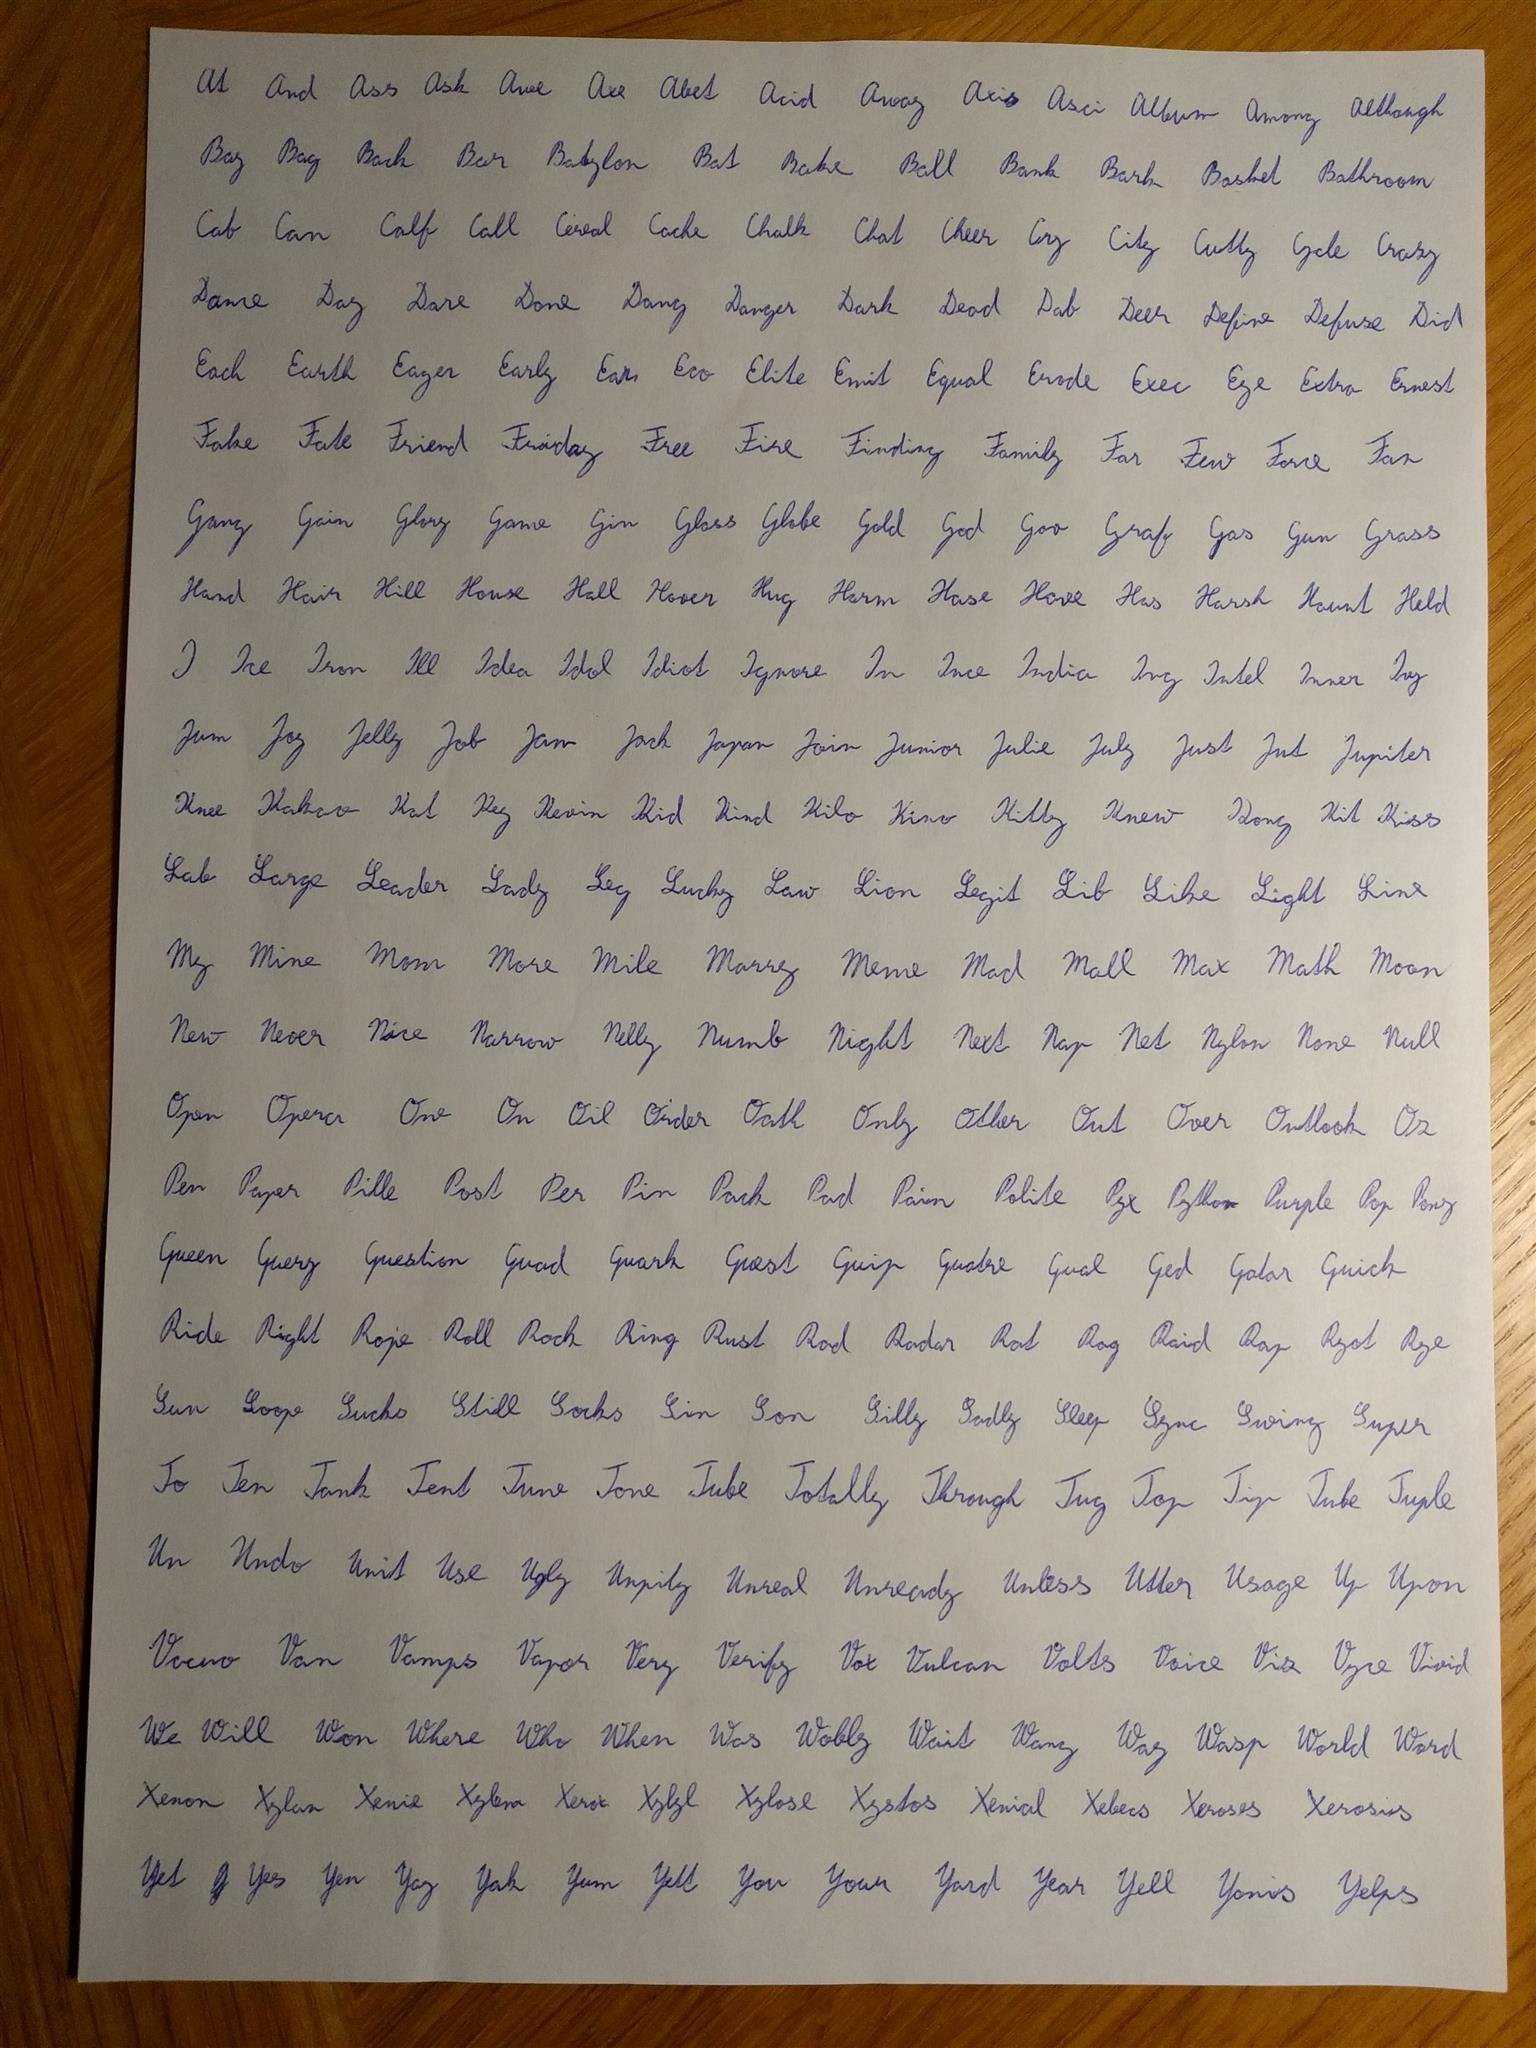 At And Ass Ask Awe Axe Abet Acid Away Axis Asci Album Among Although
Bay Bag Back Bar Babylon Bat Bake Ball Bank Bark Basket Bathroom
Cab Can Calf Call Cereal Cache Chalk Chat Cheer Cry City Cutty Cycle Crazy
Dame Day Dare Done Dang Danger Dark Dead Dab Deer Define Defuse Did
Each Earth Eager Early Ear Eco Elite Emit Equal Erode Exec Eye Extra Ernest
Fake Fate Friend Friday Free Fire Finding Family Far Few Force Fan
Gang Gain Glory Game Gin Glass Globe Gold God Goo Graf Gas Gun Grass
Hand Hair Hill House Hall Hover Hug Harm Hase Have Has Harsh Haunt Held
I Ice Iron Ill Idea Idol Idiot Ignore In Ince India Ing Intel Inner Ivy
Jum Joy Jelly Job Jam Jack Japan Join Junior Julie July Just Jut Jupiter
Knee Kakao Kat Key Kevin Kid Kind Kilo Kino Kitty Knew Kong Kit Kiss
Lab Large Leader Lady Leg Lucky Law Lion Legit Lib Like Light Line
My Mine Mom More Mile Marry Meme Mad Mall Max Math Moon
New Never Nice Narrow Nelly Numb Night Next Nap Net Nylon None Null
Open Opera One On Oil Order Oath Only Other Out Over Outlook Oz
Pen Paper Pille Post Per Pin Pack Pad Pain Polite Pyx Python Purple Pop Pony
Queen Query Question Quad Quark Quest Quip Quatre Qual Qed Qatar Quick
Ride Right Rope Roll Rock Ring Rust Rod Radar Rat Rag Raid Rap Ryot Rye
Sun Soope Sucks Still Socks Sin Son Silly Sadly Sleep Sync Swing Super
To Ten Tank Tent Tune Tone Tube Totally Through Tug Top Tip Tube Tuple
Un Undo Unit Use Ugly Unpity Unreal Unready Unless Utter Usage Up Upon
Vacuo Van Vamps Vapor Very Verify Vox Vulcan Volts Voice Vis Vyce Vivid
We Will Won Where Who When Was Wobbly Wait Wang Way Wasp World Word
Xenon Xylan Xenie Xylem Xerox Xylyl Xylose Xystos Xenial Xebecs Xeroses Xerosis
Yet Yes Yen Yay Yak Yum Yett You Your Yard Year Yell Yonis Yelps